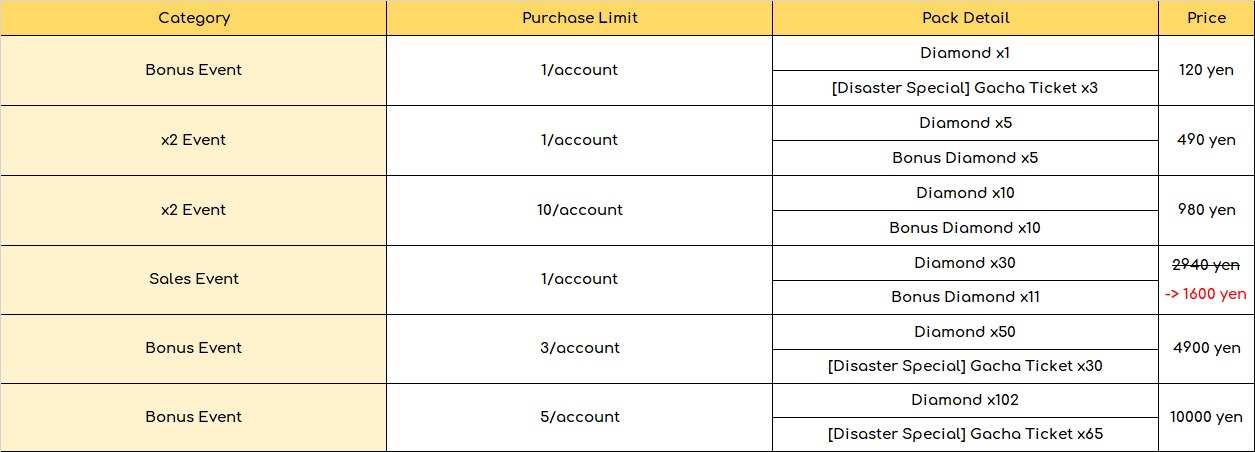 Category Purchase Limit Pack Detail Price
Bonus Event 1/account Diamond x1 120 yen
[Disaster Special] Gacha Ticket x3
x2 Event 1/account Diamond x5 490 yen
Bonus Diamond x5
x2 Event 10/account Diamond x10 980 yen
Bonus Diamond x10
Sales Event 1/account Diamond x30 2940 yen
Bonus Diamond x11 -> 1600 yen
Bonus Event 3/account Diamond x50 4900 yen
[Disaster Special] Gacha Ticket x30
Bonus Event 5/account Diamond x102 10000 yen
[Disaster Special] Gacha Ticket x65